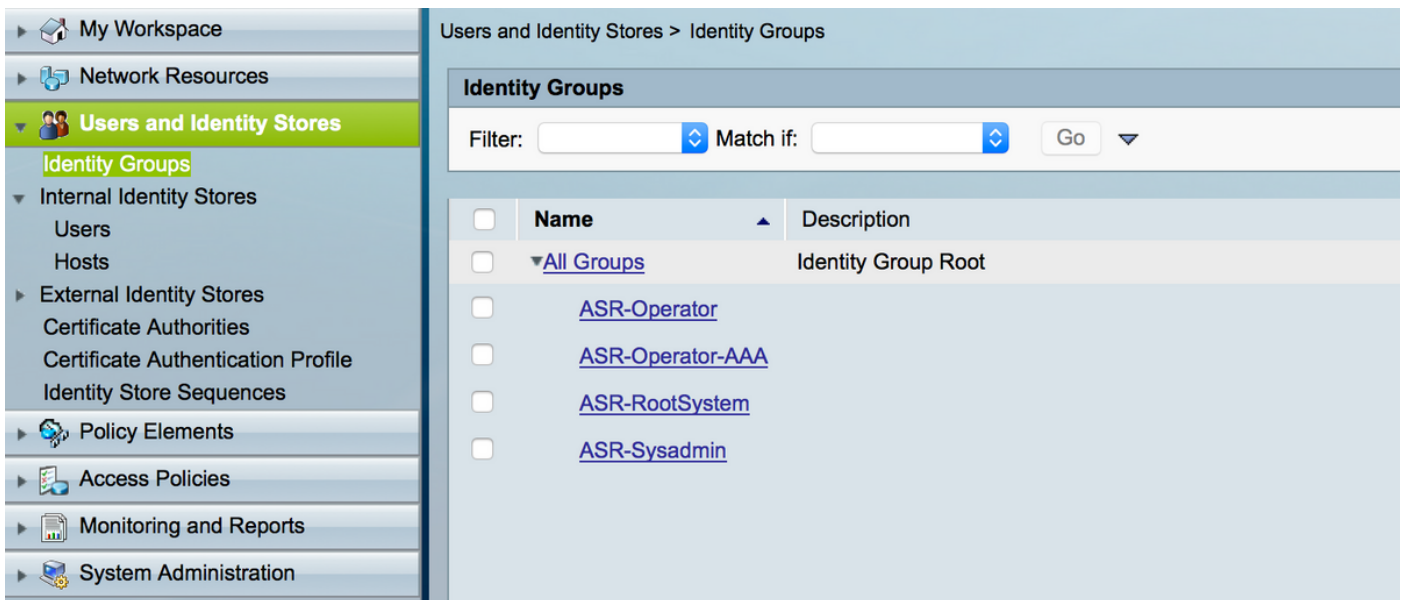 My Workspace
Network Resources
Users and Identity Stores
Identity Groups
Internal Identity Stores
Users
Hosts
External Identity Stores
Certificate Authorities
Certificate Authentication Profile
Identity Store Sequences
Policy Elements
Access Policies
Monitoring and Reports
System Administration
Users and Identity Stores > Identity Groups
Identity Groups
Filter: Match if: Go
Name Description
All Groups Identity Group Root
ASR-Operator
ASR-Operator-AAA
ASR-RootSystem
ASR-Sysadmin